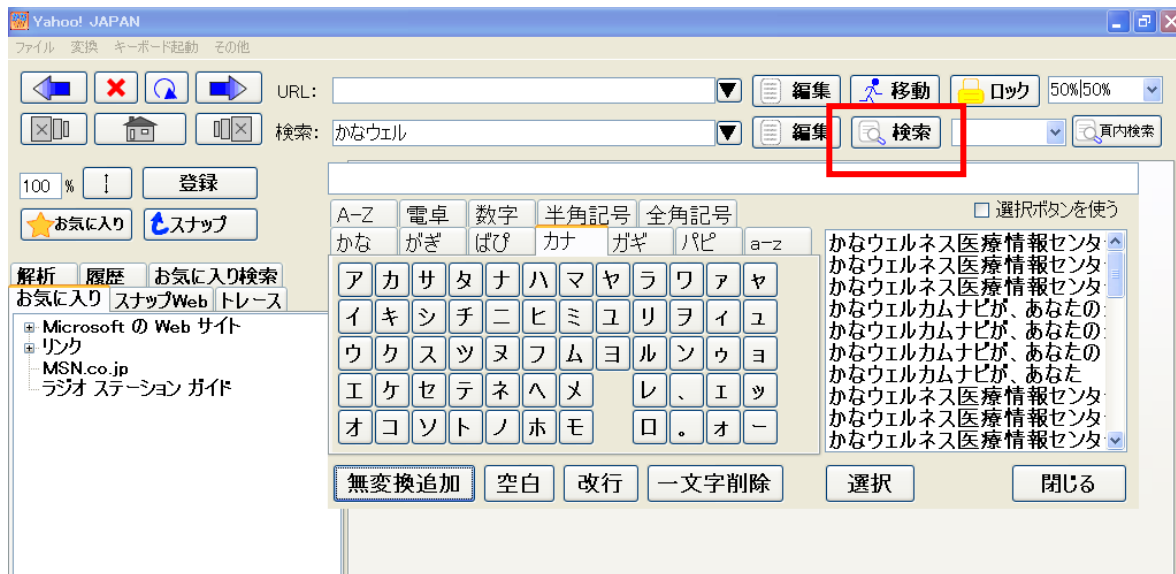 Yahoo! JAPAN
ファイル 変換 キーボード起動 その他
URL: 編集 移動 ロック 50%|50%
検索: かなウェル 編集 検索 頁内検索
100 % 登録
お気に入り スナップ
解析 履歴 お気に入り検索
お気に入り スナップWeb トレース
Microsoft の Web サイト
リンク
MSN.co.jp
ラジオ ステーション ガイド
選択ボタンを使う
A-Z 電卓 数字 半角記号 全角記号
かな がぎ ばぴ カナ ガギ パピ a-z
ア カ サ タ ナ ハ マ ヤ ラ ワ ァ ャ
イ キ シ チ ニ ヒ ミ ユ リ ヲ ィ ュ
ウ ク ス ツ ヌ フ ム ヨ ル ン ゥ ョ
エ ケ セ テ ネ ヘ メ レ 、 ェ ッ
オ コ ソ ト ノ ホ モ ロ 。 ォ ー
かなウェルネス医療情報センタ
かなウェルネス医療情報センタ
かなウェルネス医療情報センタ
かなウェルカムナビが、あなたの
かなウェルカムナビが、あなたの
かなウェルカムナビが、あなたの
かなウェルカムナビが、あなた
かなウェルネス医療情報センタ
かなウェルネス医療情報センタ
かなウェルネス医療情報センタ
無変換追加 空白 改行 一文字削除 選択 閉じる